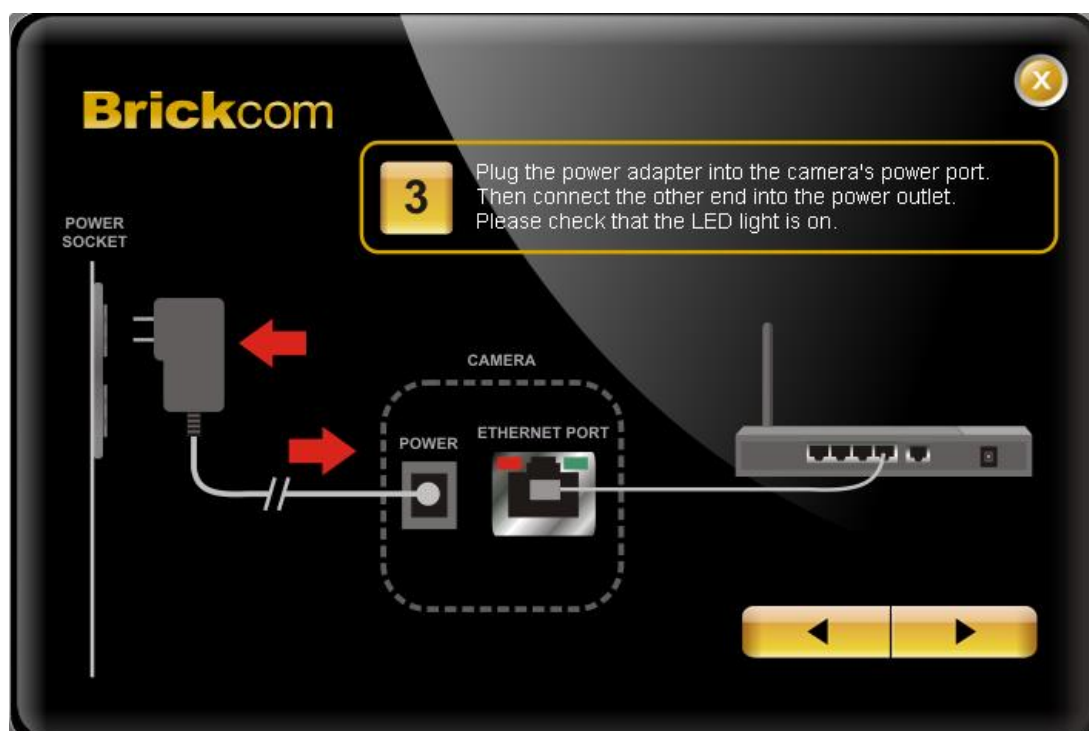 Brickcom
X
3
Plug the power adapter into the camera's power port.
Then connect the other end into the power outlet.
Please check that the LED light is on.
POWER
SOCKET
CAMERA
POWER
ETHERNET PORT